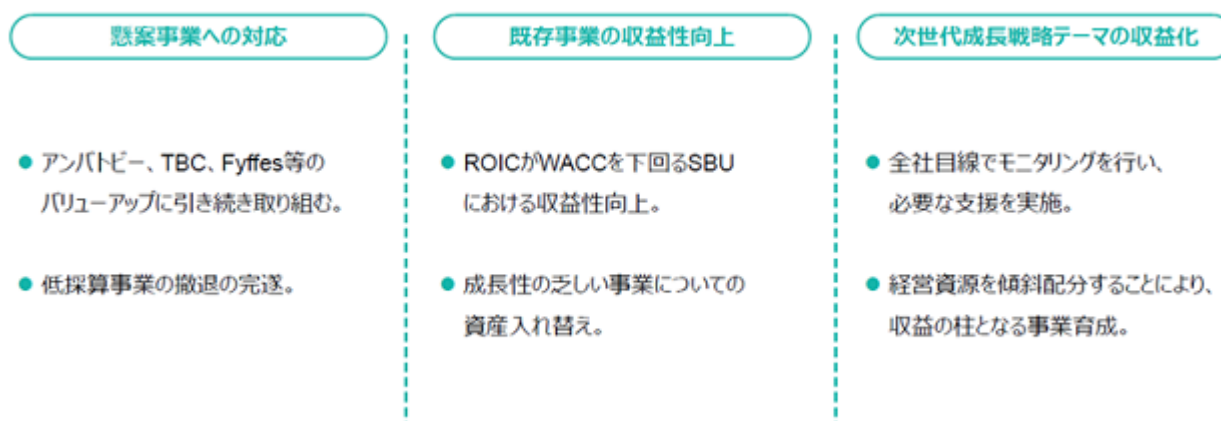 懸案事業への対応
アンバトビー、TBC、Fyffes等の
バリューアップに引き続き取り組む。
低採算事業の撤退の完遂。
既存事業の収益性向上
ROICがWACCを下回るSBU
における収益性向上。
成長性の乏しい事業についての
資産入れ替え。
次世代成長戦略テーマの収益化
全社目線でモニタリングを行い、
必要な支援を実施。
経営資源を傾斜配分することにより、
収益の柱となる事業育成。